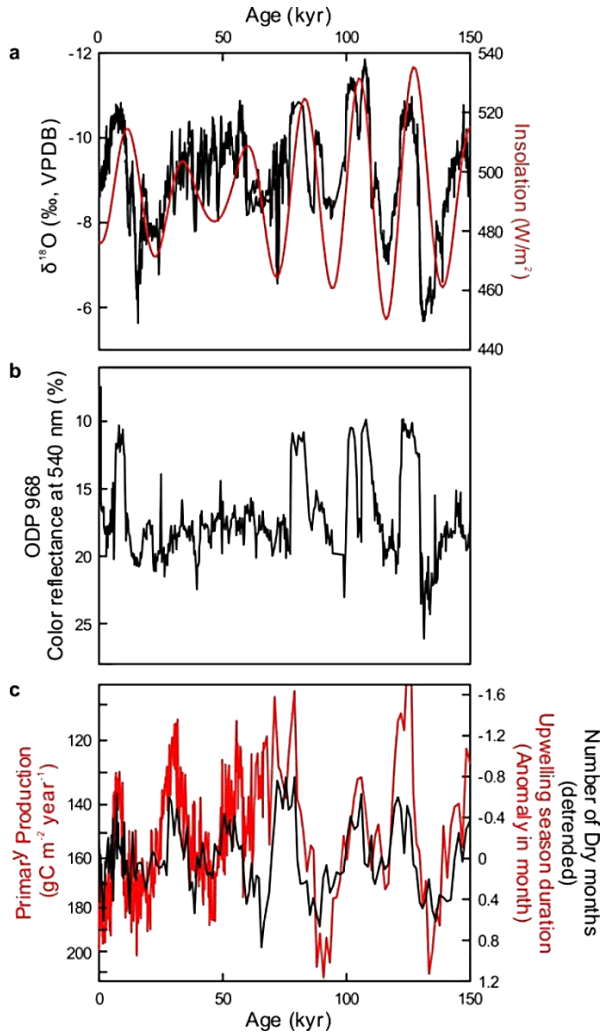 Age (kyr)
0 50 100 150
a
-12
-10
-8
-6
δ18O (‰, VPDB)
540
520
500
480
460
440
Insolation (W/m2)
b
10
15
20
25
ODP 968
Color reflectance at 540 nm (%)
c
120
140
160
180
200
Primary Production
(gC m-2 year-1)
-1.6
-1.2
-0.8
-0.4
0
0.4
0.8
1.2
Upwelling season duration
(Anomaly in month)
Number of Dry months
(detrended)
0 50 100 150
Age (kyr)